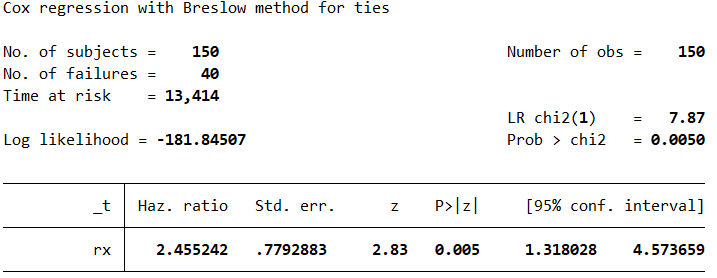 Cox regression with Breslow method for ties
No. of subjects = 150 Number of obs = 150
No. of failures = 40
Time at risk = 13,414
LR chi2(1) = 7.87
Log likelihood = -181.84507 Prob > chi2 = 0.0050
_t Haz. ratio Std. err. z P>|z| [95% conf. interval]
rx 2.455242 .7792883 2.83 0.005 1.318028 4.573659